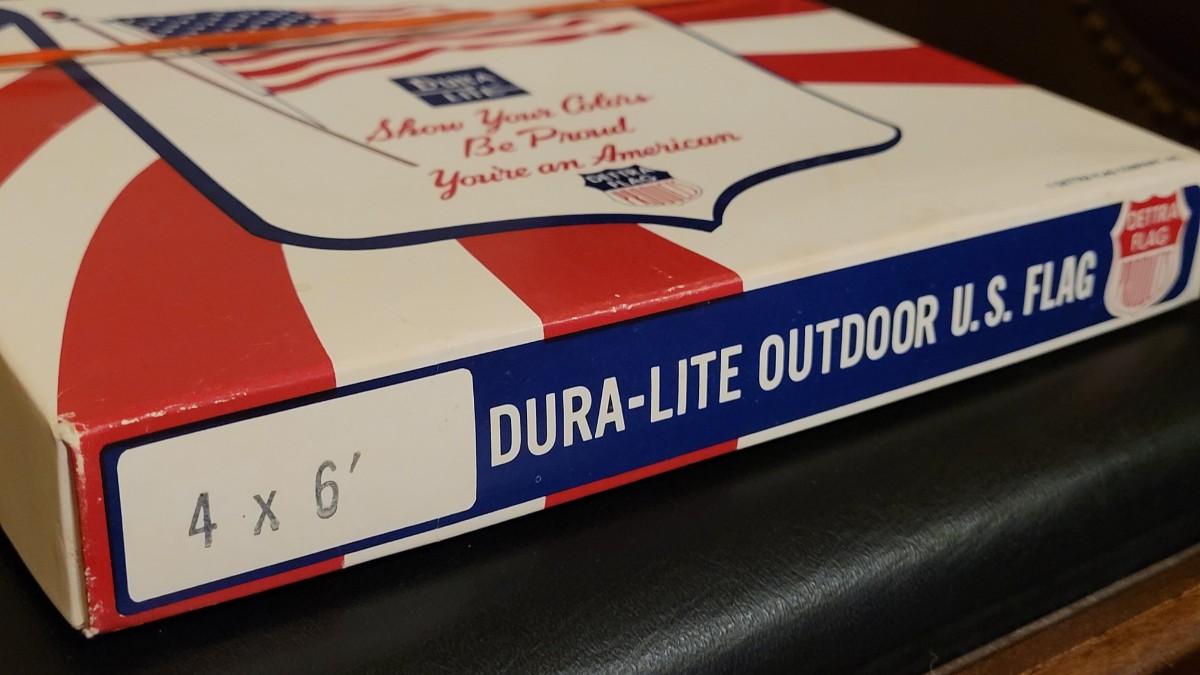 DURA
LITE
Show Your Colors
Be Proud
You're an American
DETTRA
FLAG
PRODUCTS
DETTRA
FLAG
DURA-LITE OUTDOOR U.S. FLAG
4 x 6'